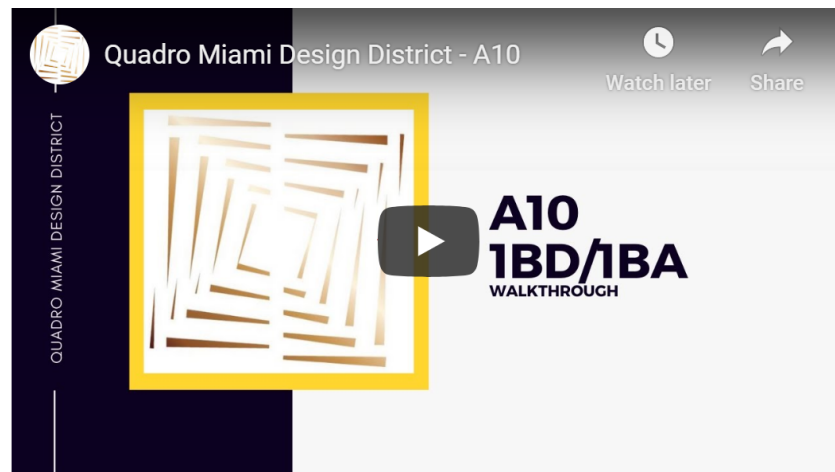 Quadro Miami Design District - A10
Watch later
Share
QUADRO MIAMI DESIGN DISTRICT
A10
1BD/1BA
WALKTHROUGH